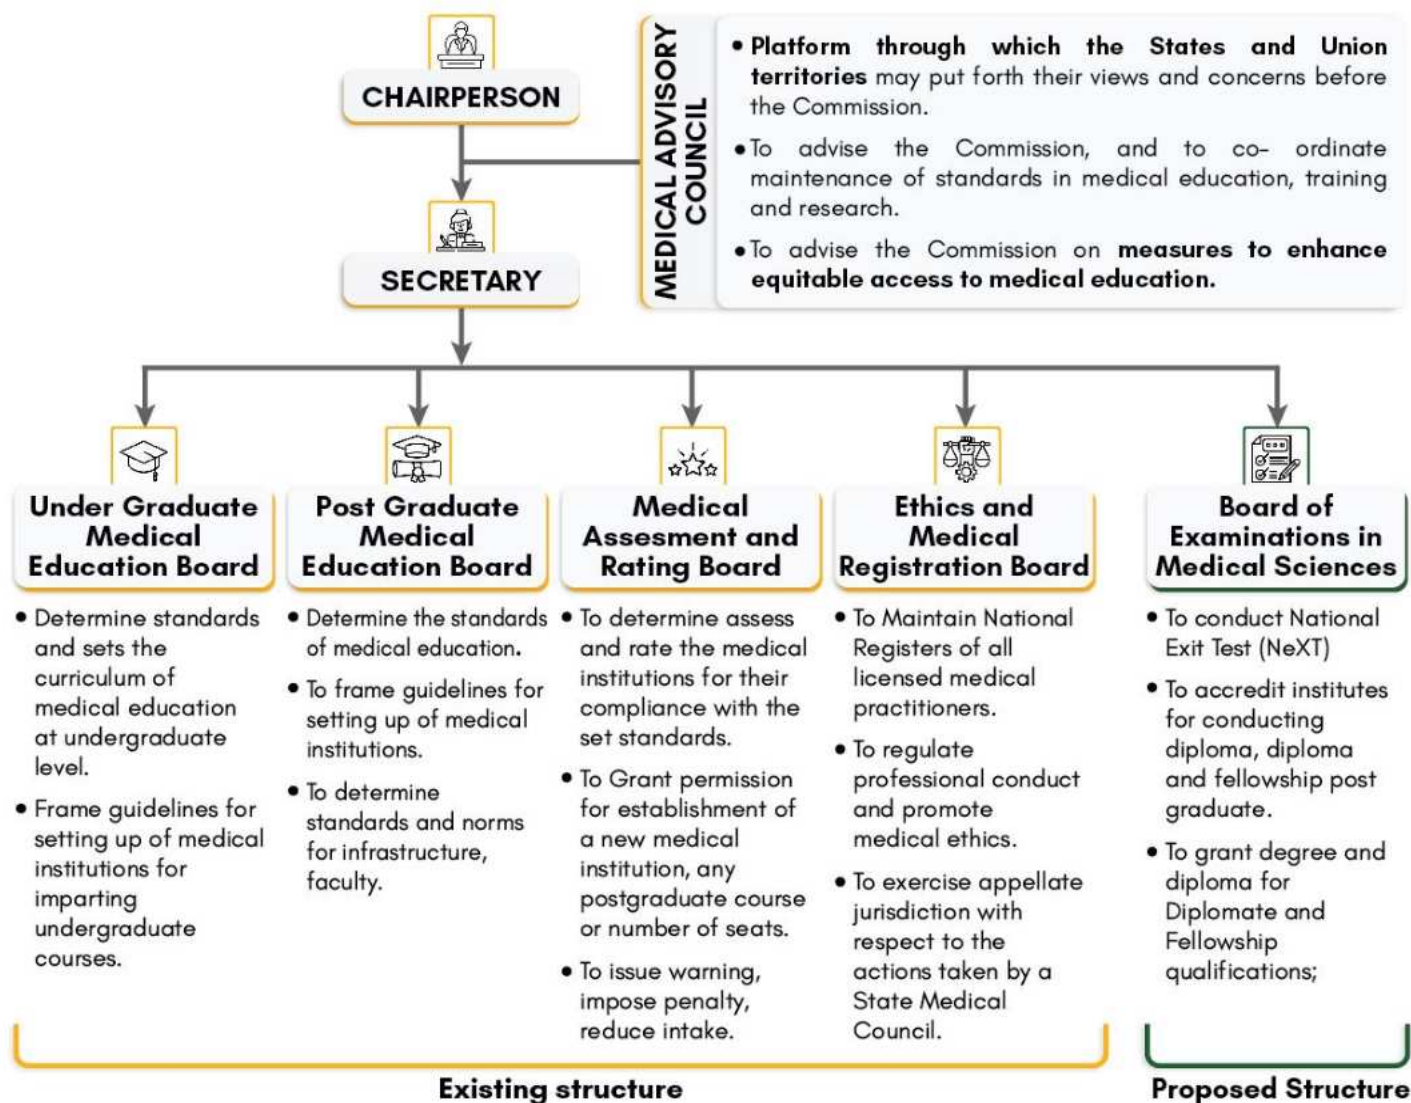 CHAIRPERSON
SECRETARY
MEDICAL ADVISORY
COUNCIL
• Platform through which the States and Union
territories may put forth their views and concerns before
the Commission.
• To advise the Commission, and to co- ordinate
maintenance of standards in medical education, training
and research.
• To advise the Commission on measures to enhance
equitable access to medical education.
Under Graduate
Medical
Education Board
• Determine standards
and sets the
curriculum of
medical education
at undergraduate
level.
• Frame guidelines for
setting up of medical
institutions for
imparting
undergraduate
courses.
Post Graduate
Medical
Education Board
• Determine the standards
of medical education.
• To frame guidelines for
setting up of medical
institutions.
• To determine
standards and norms
for infrastructure,
faculty.
Medical
Assesment and
Rating Board
• To determine assess
and rate the medical
institutions for their
compliance with the
set standards.
• To Grant permission
for establishment of
a new medical
institution, any
postgraduate course
or number of seats.
• To issue warning,
impose penalty,
reduce intake.
Ethics and
Medical
Registration Board
• To Maintain National
Registers of all
licensed medical
practitioners.
• To regulate
professional conduct
and promote
medical ethics.
• To exercise appellate
jurisdiction with
respect to the
actions taken by a
State Medical
Council.
Board of
Examinations in
Medical Sciences
• To conduct National
Exit Test (NeXT)
• To accredit institutes
for conducting
diploma, diploma
and fellowship post
graduate.
• To grant degree and
diploma for
Diplomate and
Fellowship
qualifications;
Existing structure
Proposed Structure